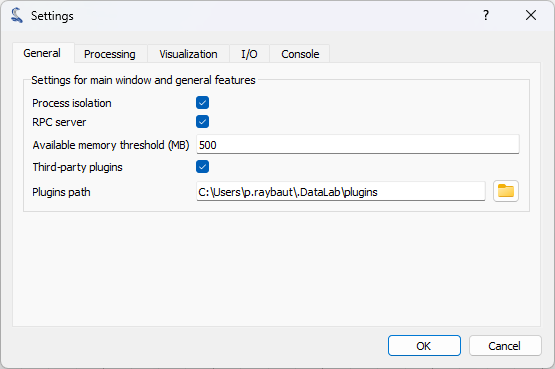 Settings
?
General Processing Visualization I/O Console
Settings for main window and general features
Process isolation
RPC server
Available memory threshold (MB) 500
Third-party plugins
Plugins path C:\Users\p.raybaut\.DataLab\plugins
OK Cancel